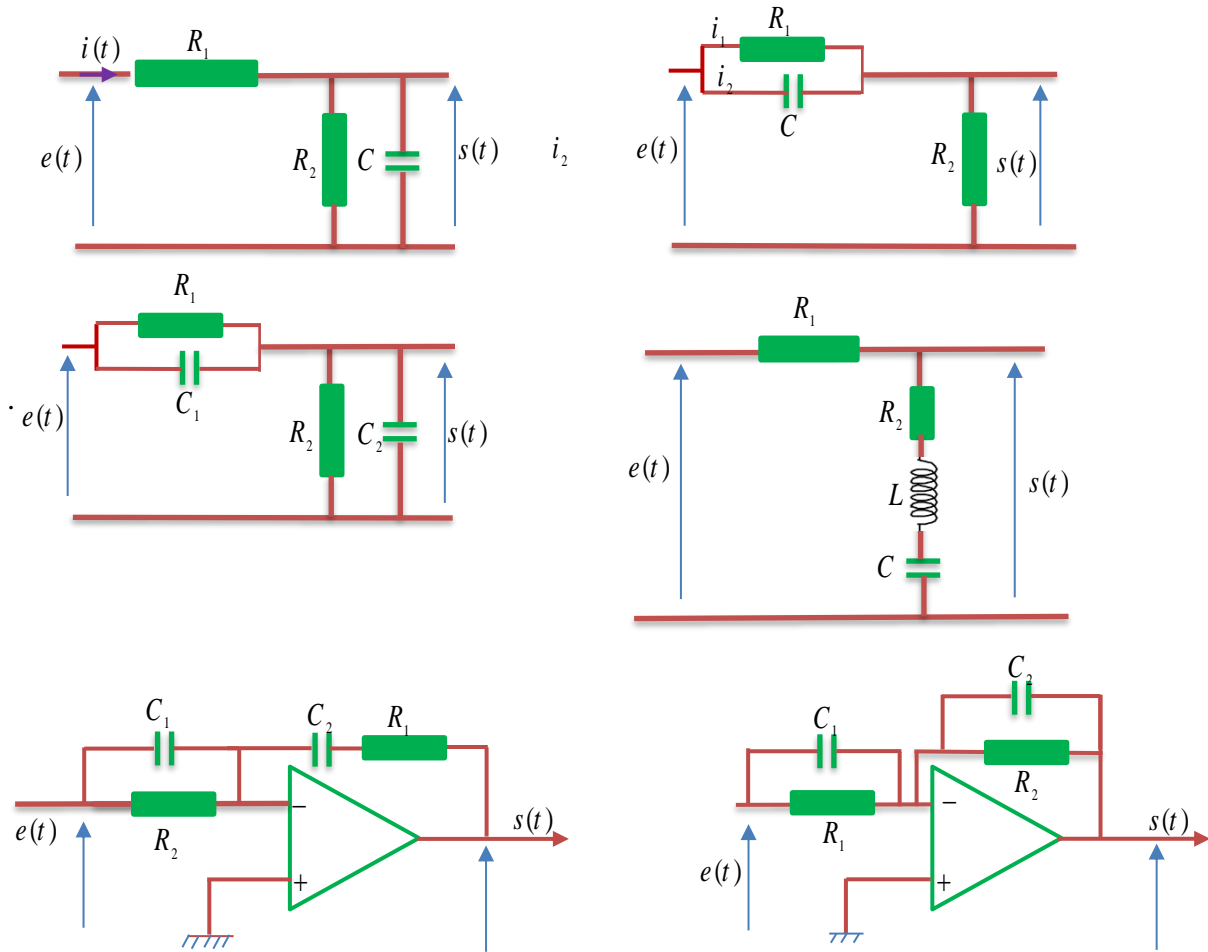 i(t) R₁
e(t) R₂ C s(t) i₂
i₁ R₁
i₂
C
e(t) R₂ s(t)
R₁
C₁
. e(t) R₂ C₂ s(t)
R₁
R₂
e(t) L s(t)
C
C₁ C₂ R₁
−
e(t) R₂ s(t)
+
C₂
C₁
− R₂
R₁ s(t)
e(t) +